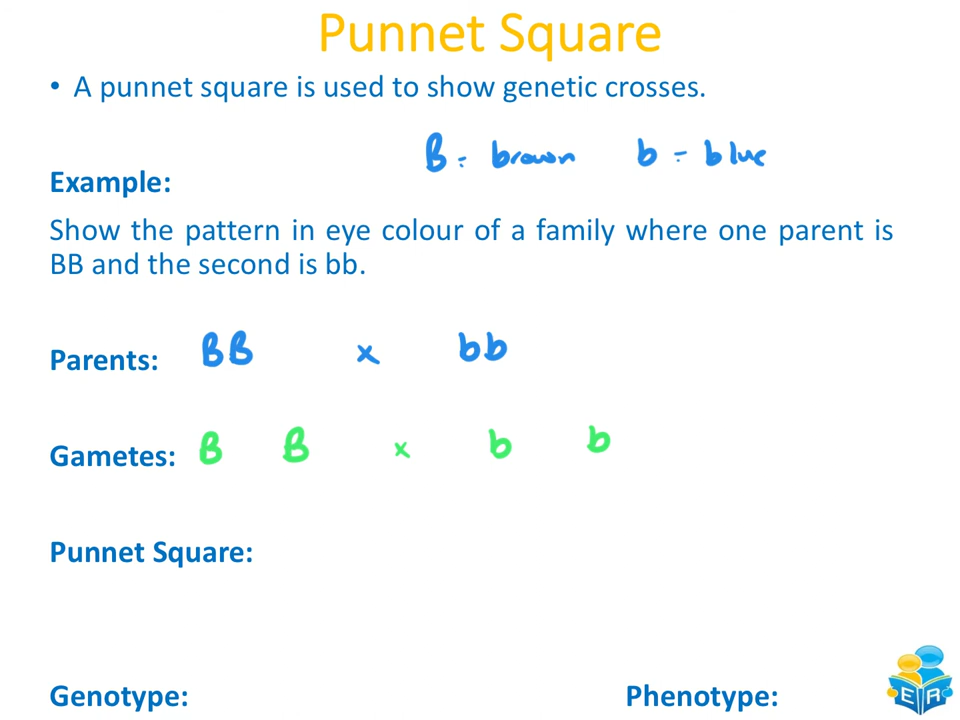 Punnet Square
• A punnet square is used to show genetic crosses.
B = brown b = blue
Example:
Show the pattern in eye colour of a family where one parent is
BB and the second is bb.
Parents: BB x bb
Gametes: B B x b b
Punnet Square:
Genotype: Phenotype:
E R